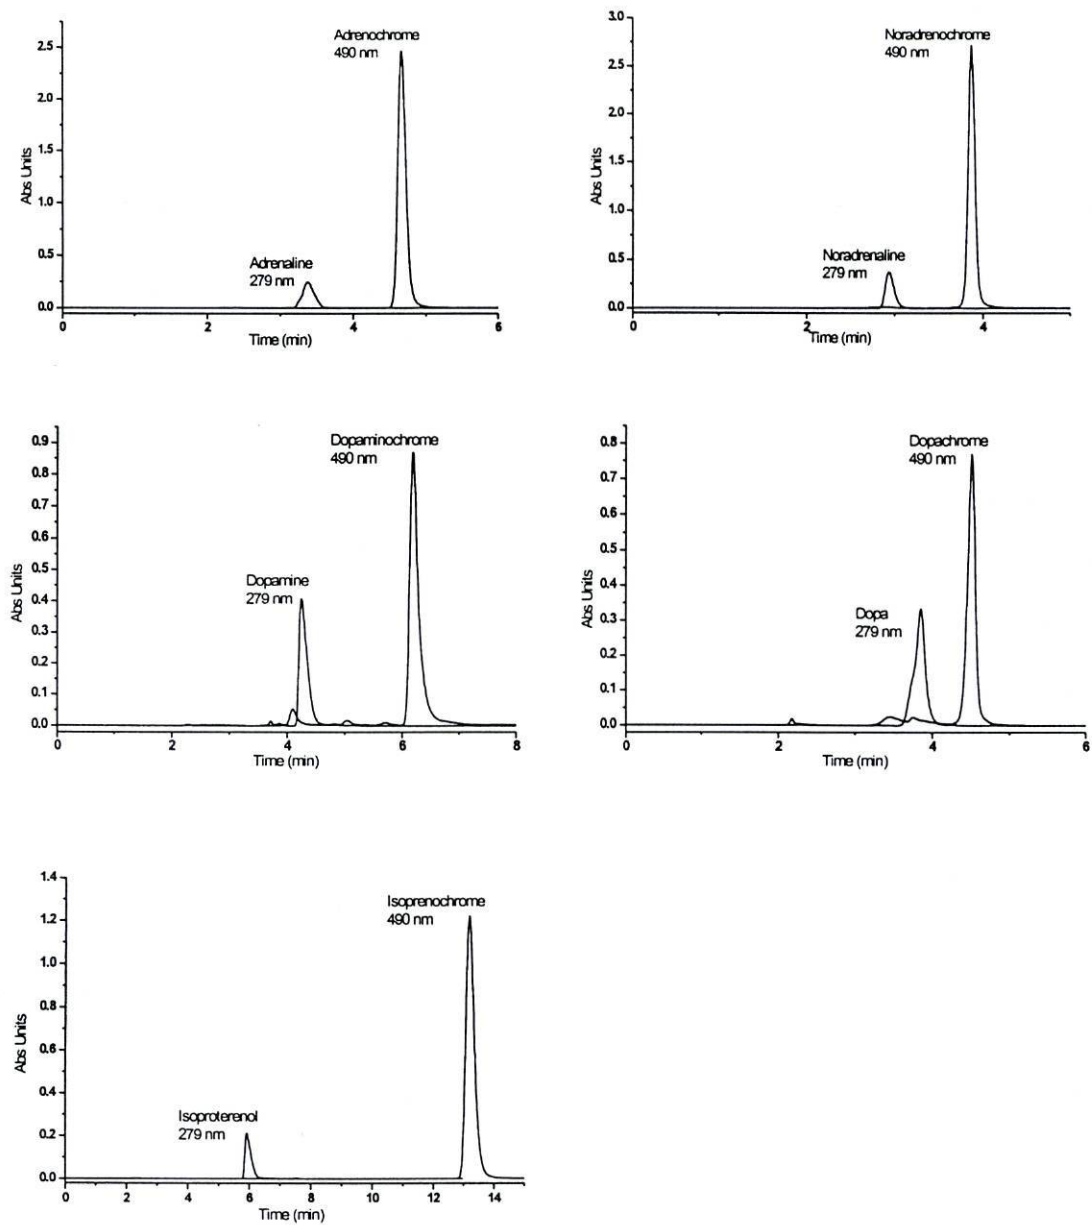 Adrenochrome
490 nm
2.5
2.0
1.5
1.0
0.5
0.0
Abs Units
Adrenaline
279 nm
0 2 4 6
Time (min)
Noradrenochrome
490 nm
3.0
2.5
2.0
1.5
1.0
0.5
0.0
Abs Units
Noradrenaline
279 nm
0 2 4
Time (min)
Dopaminochrome
490 nm
0.9
0.8
0.7
0.6
0.5
0.4
0.3
0.2
0.1
0.0
Abs Units
Dopamine
279 nm
0 2 4 6 8
Time (min)
Dopachrome
490 nm
0.8
0.7
0.6
0.5
0.4
0.3
0.2
0.1
0.0
Abs Units
Dopa
279 nm
0 2 4 6
Time (min)
Isoprenochrome
490 nm
1.4
1.2
1.0
0.8
0.6
0.4
0.2
0.0
Abs Units
Isoproterenol
279 nm
0 2 4 6 8 10 12 14
Time (min)